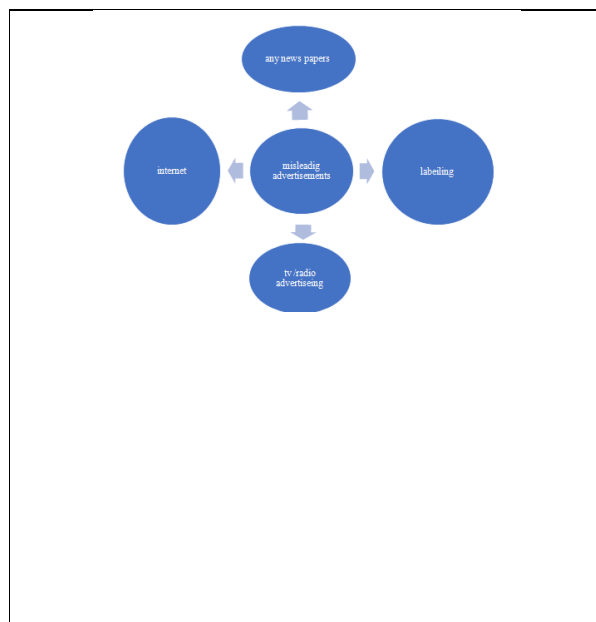 any news papers
internet
misleadig
advertisements
labeiling
tv /radio
advertiseing